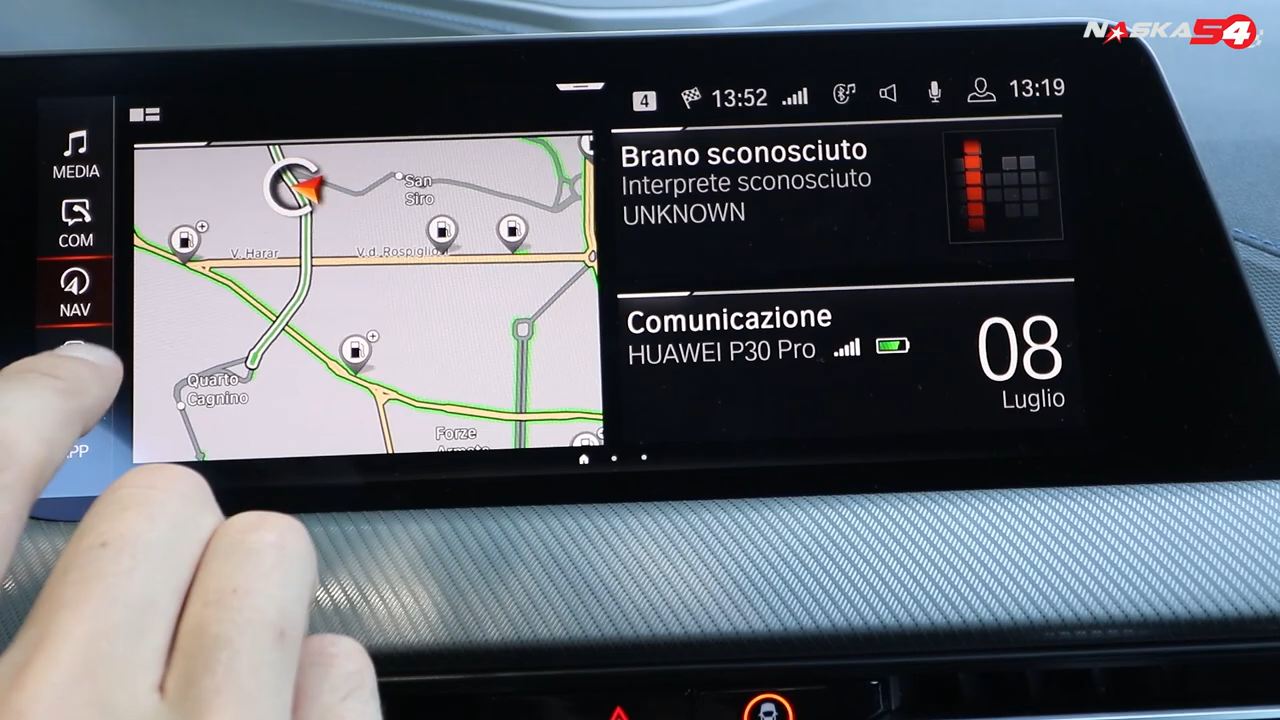 NASKA54
4
13:52
13:19
MEDIA
COM
NAV
San
Siro
V. Harar
V.d. Rospigliosi
Quarto
Cagnino
Forze
Brano sconosciuto
Interprete sconosciuto
UNKNOWN
Comunicazione
HUAWEI P30 Pro
08
Luglio